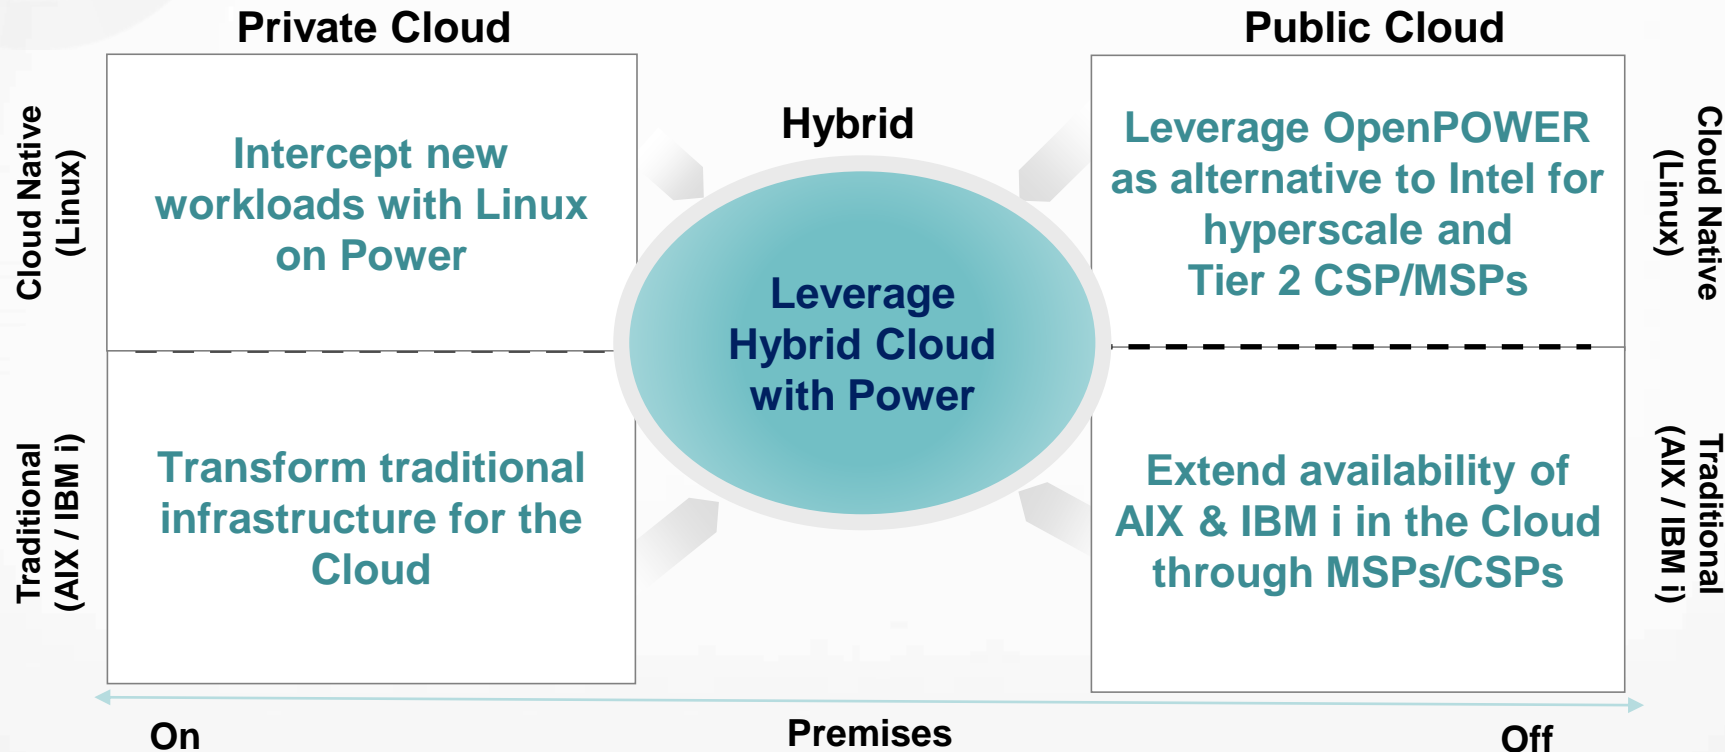 Private Cloud
Public Cloud
Cloud Native
(Linux)
Intercept new
workloads with Linux
on Power
Traditional
(AIX / IBM i)
Transform traditional
infrastructure for the
Cloud
Hybrid
Leverage
Hybrid Cloud
with Power
Leverage OpenPOWER
as alternative to Intel for
hyperscale and
Tier 2 CSP/MSPs
Cloud Native
(Linux)
Extend availability of
AIX & IBM i in the Cloud
through MSPs/CSPs
Traditional
(AIX / IBM i)
On
Premises
Off